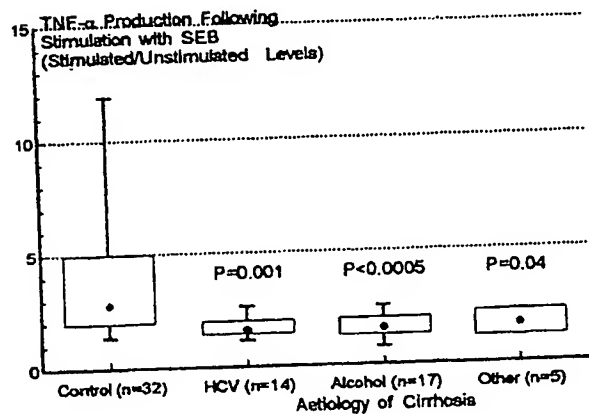 TNF-α Production Following
Stimulation with SEB
(Stimulated/Unstimulated Levels)
15
10
5
0
P=0.001
P<0.0005
P=0.04
Control (n=32)
HCV (n=14)
Alcohol (n=17)
Other (n=5)
Aetiology of Cirrhosis